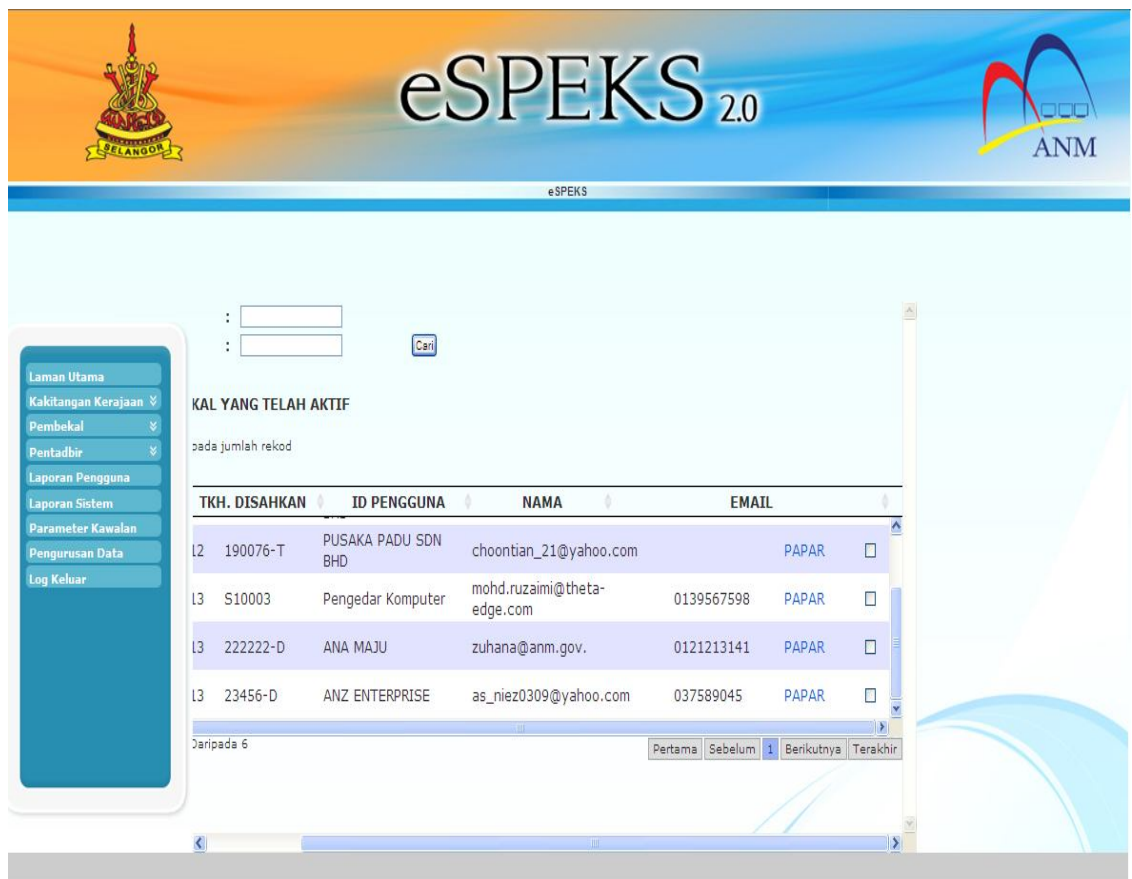 SELANGOR
eSPEKS 2.0
ANM
eSPEKS
:
: Cari
Laman Utama
Kakitangan Kerajaan
Pembekal
Pentadbir
Laporan Pengguna
Laporan Sistem
Parameter Kawalan
Pengurusan Data
Log Keluar
KAL YANG TELAH AKTIF
pada jumlah rekod
TKH. DISAHKAN ID PENGGUNA NAMA EMAIL
12 190076-T PUSAKA PADU SDN choontian_21@yahoo.com PAPAR
BHD
13 S10003 Pengedar Komputer mohd.ruzaimi@theta- 0139567598 PAPAR
edge.com
13 222222-D ANA MAJU zuhana@anm.gov. 0121213141 PAPAR
13 23456-D ANZ ENTERPRISE as_niez0309@yahoo.com 037589045 PAPAR
Daripada 6
Pertama Sebelum 1 Berikutnya Terakhir